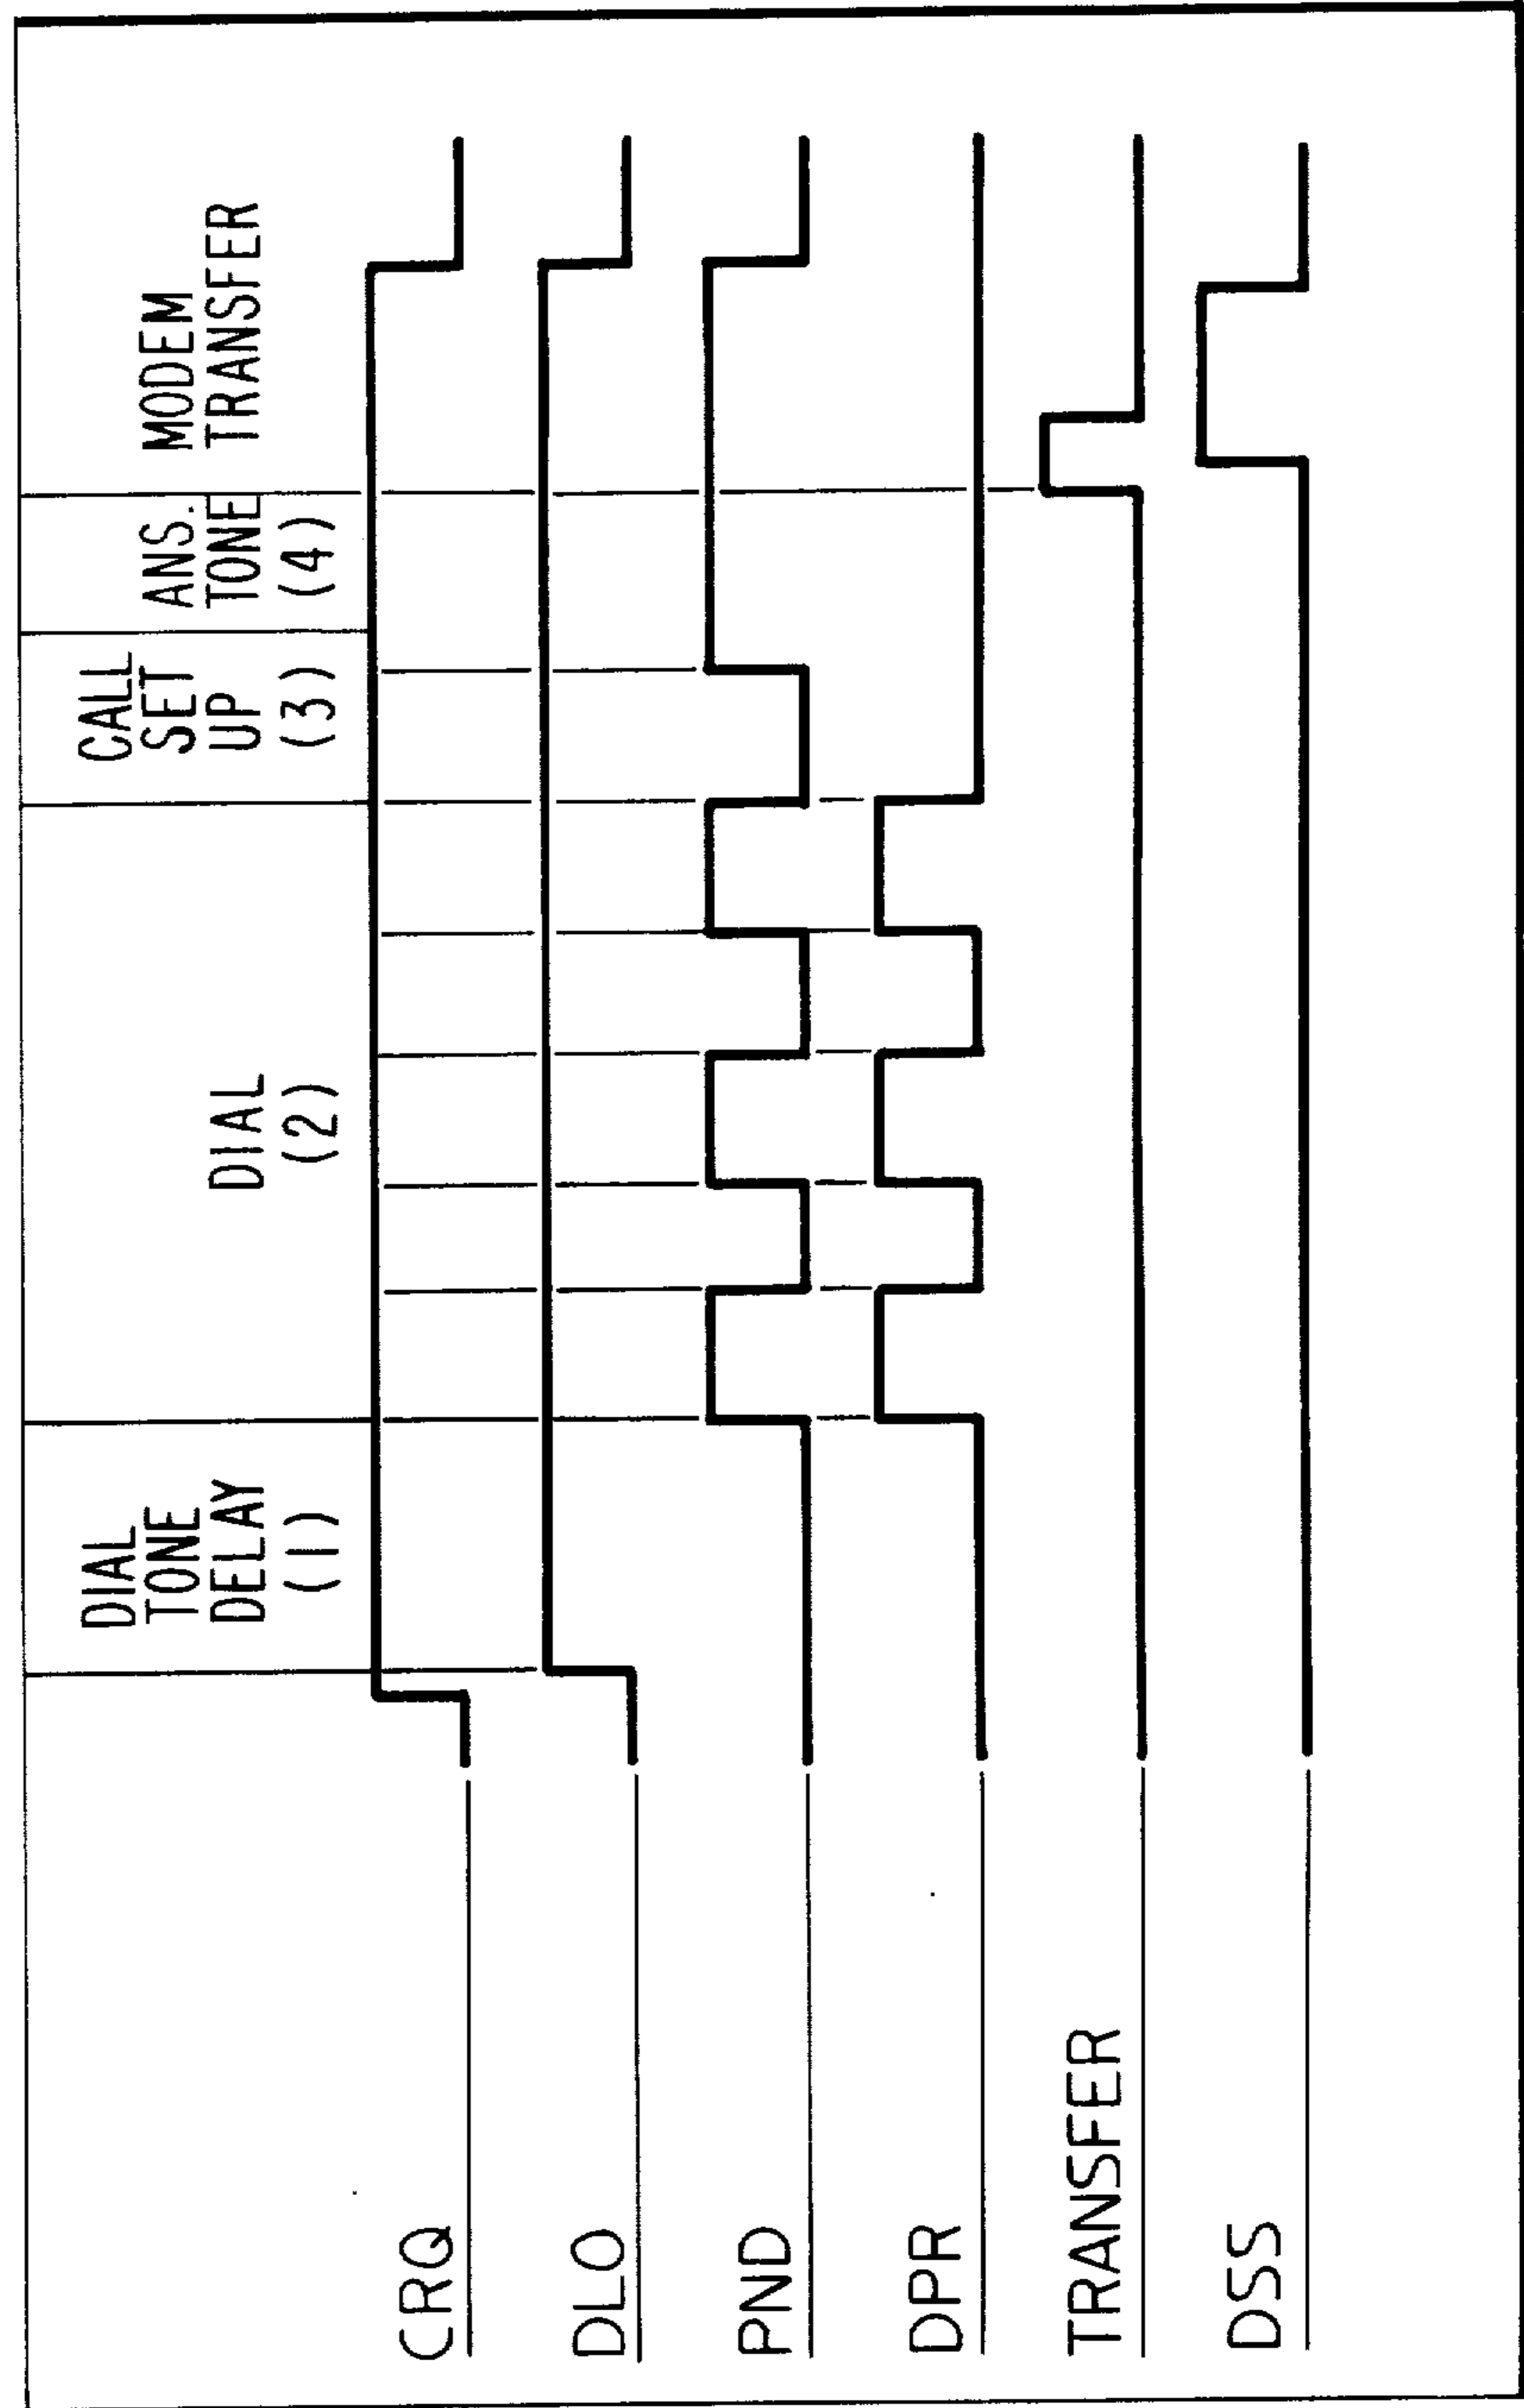 DIAL
TONE
DELAY
(1)
DIAL
(2)
CALL
SET
UP
(3)
ANS.
TONE
(4)
MODEM
TRANSFER
CRQ
DLO
PND
DPR
TRANSFER
DSS